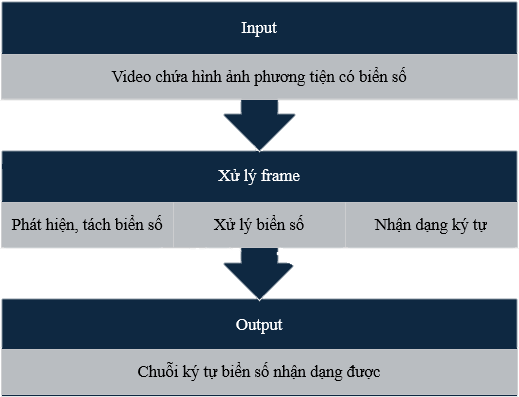 Input
Video chứa hình ảnh phương tiện có biển số
Xử lý frame
Phát hiện, tách biển số
Xử lý biển số
Nhận dạng ký tự
Output
Chuỗi ký tự biển số nhận dạng được